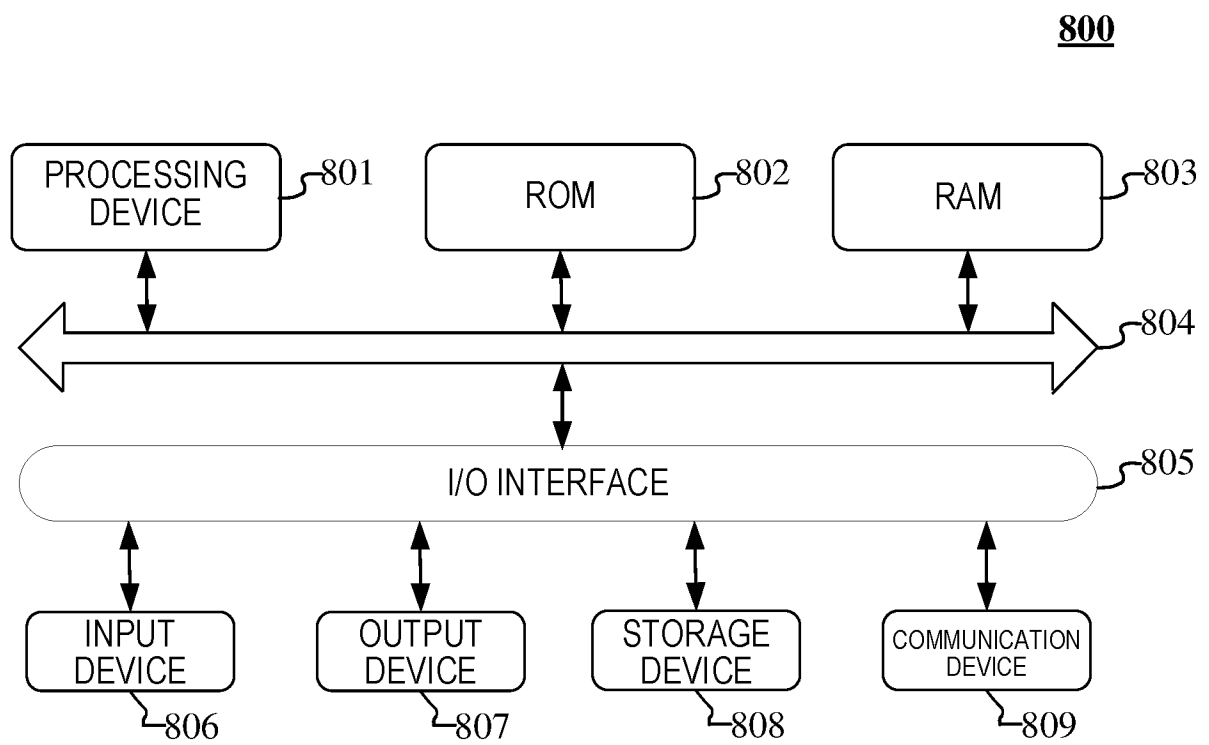 800
PROCESSING
DEVICE
801
ROM
802
RAM
803
804
I/O INTERFACE
805
INPUT
DEVICE
806
OUTPUT
DEVICE
807
STORAGE
DEVICE
808
COMMUNICATION
DEVICE
809